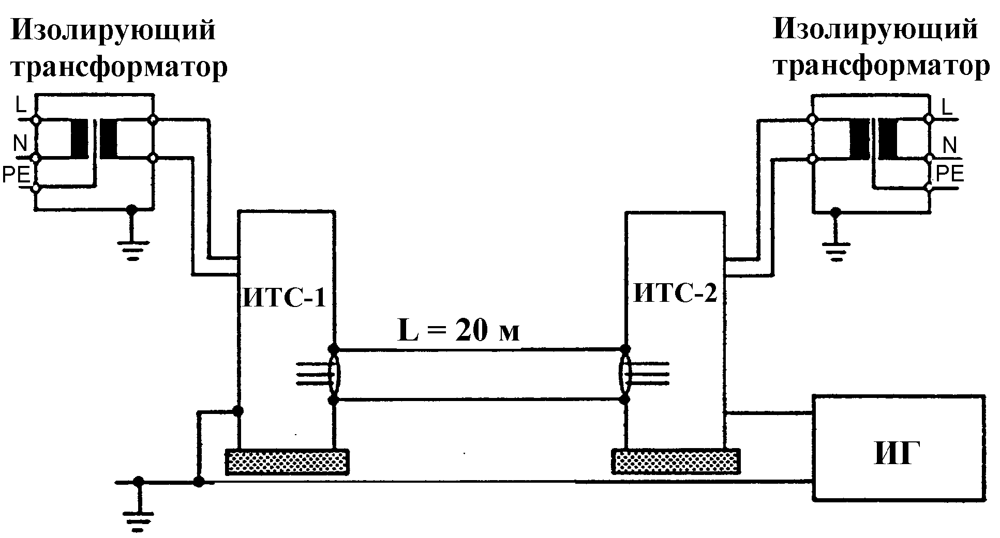 Изолирующий
трансформатор
L
N
PE
Изолирующий
трансформатор
L
N
PE
ИТС-1
ИТС-2
L = 20 м
ИГ